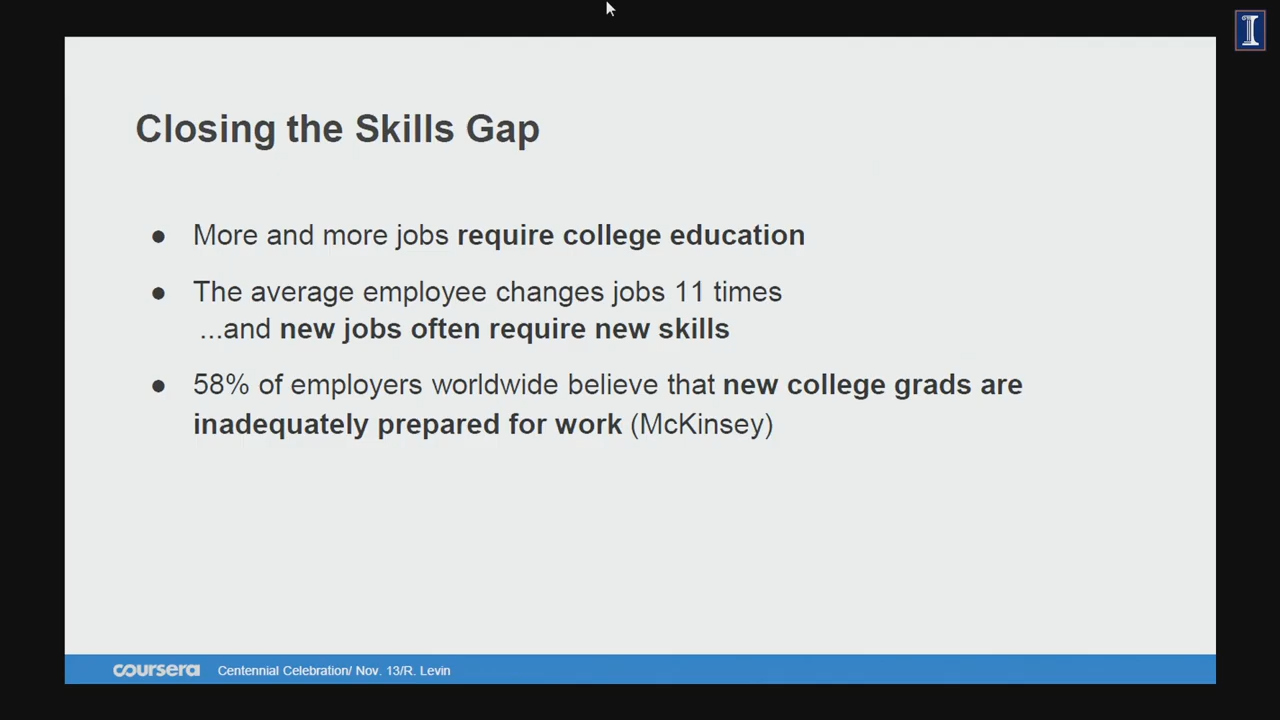 I
Closing the Skills Gap
● More and more jobs require college education
● The average employee changes jobs 11 times
...and new jobs often require new skills
● 58% of employers worldwide believe that new college grads are
inadequately prepared for work (McKinsey)
coursera Centennial Celebration/ Nov. 13/R. Levin